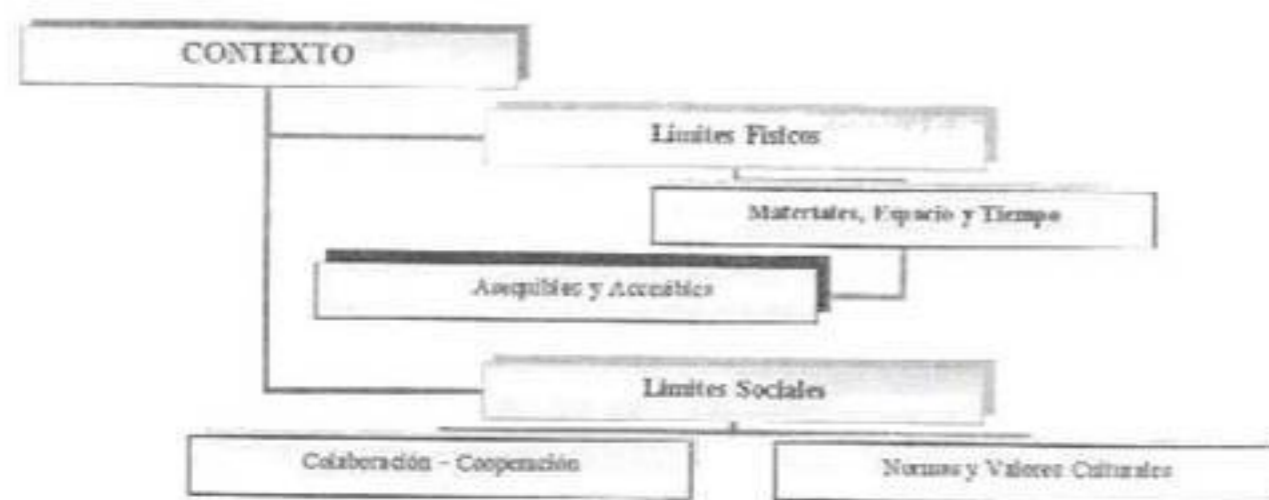 CONTEXTO
Límites Físicos
Materiales, Espacio y Tiempo
Asequibles y Accesibles
Límites Sociales
Colaboración – Cooperación
Normas y Valores Culturales